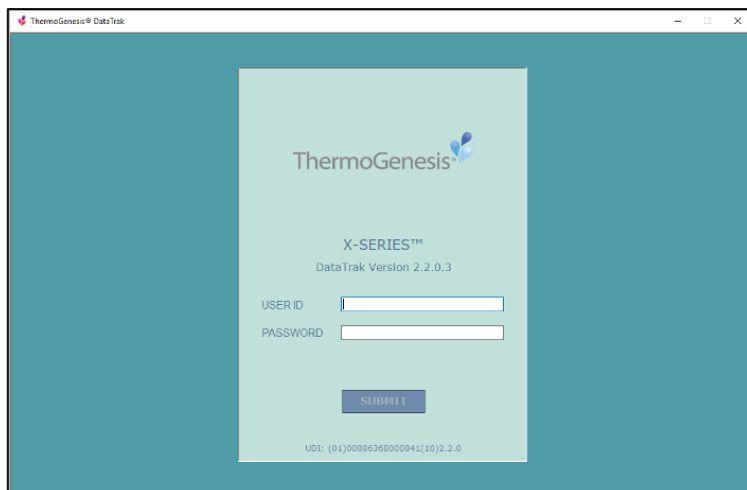 ThermoGenesis® DataTrak
ThermoGenesis®
X-SERIES™
DataTrak Version 2.2.0.3
USER ID
PASSWORD
SUBMIT
UDI: (01)00886368000841(10)2.2.0